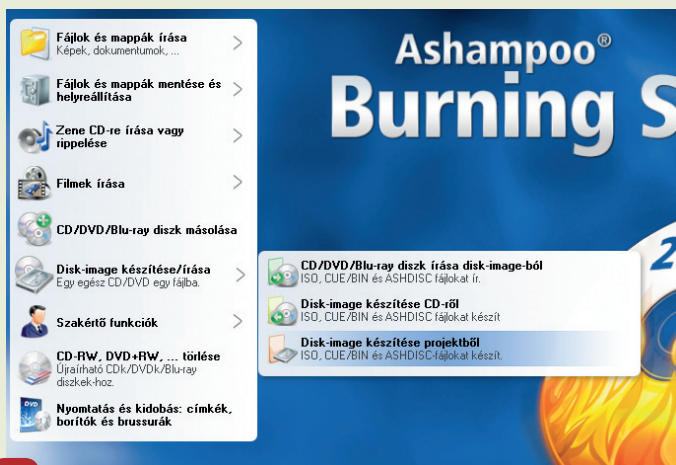 Fájlok és mappák írása
Képek, dokumentumok, ...
Fájlok és mappák mentése és
helyreállítása
Zene CD-re írása vagy
rippelése
Filmek írása
CD/DVD/Blu-ray diszk másolása
Disk-image készítése/írása
Egy egész CD/DVD egy fájlba.
Szakértő funkciók
CD-RW, DVD+RW, ... törlése
Újraírható CDk/DVDk/Blu-ray
diszkek-hoz.
DVD
Nyomtatás és kidobás: címkék,
borítók és brussurák
Ashampoo®
Burning S
2
CD/DVD/Blu-ray diszk írása disk-image-ból
ISO, CUE/BIN és ASHDISC fájlokat ír.
Disk-image készítése CD-ről
ISO, CUE/BIN és ASHDISC fájlokat készít
Disk-image készítése projektből
ISO, CUE/BIN és ASHDISC-fájlokat készít.